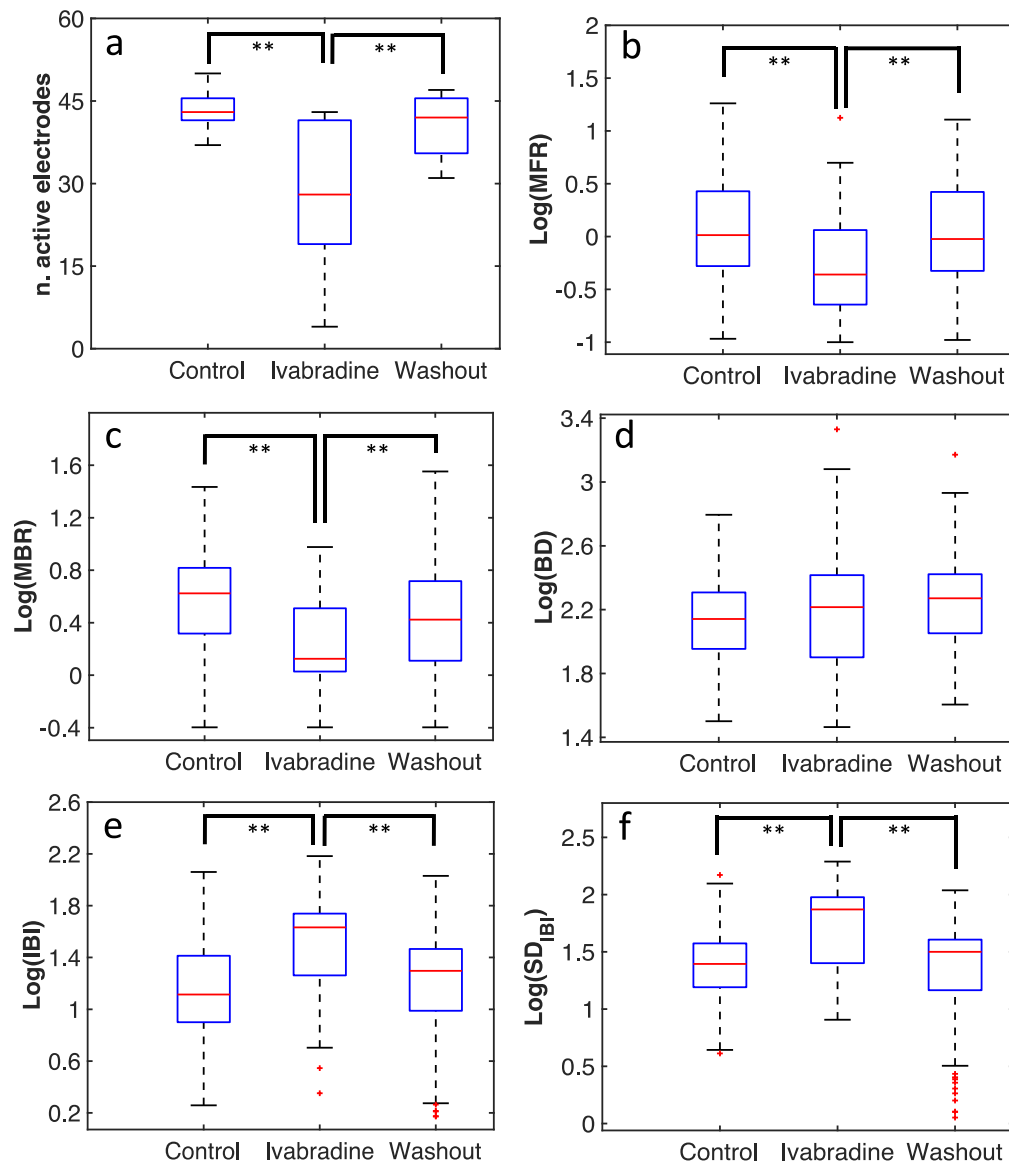 a
n. active electrodes
60
45
30
15
0
** **
Control Ivabradine Washout
b
Log(MFR)
2
1.5
1
0.5
0
-0.5
-1
** **
Control Ivabradine Washout
c
Log(MBR)
1.6
1.2
0.8
0.4
0
-0.4
** **
Control Ivabradine Washout
d
Log(BD)
3.4
3
2.6
2.2
1.8
1.4
Control Ivabradine Washout
e
Log(IBI)
2.6
2.2
1.8
1.4
1
0.6
0.2
** **
Control Ivabradine Washout
f
Log(SD_IBI)
2.5
2
1.5
1
0.5
0
** **
Control Ivabradine Washout